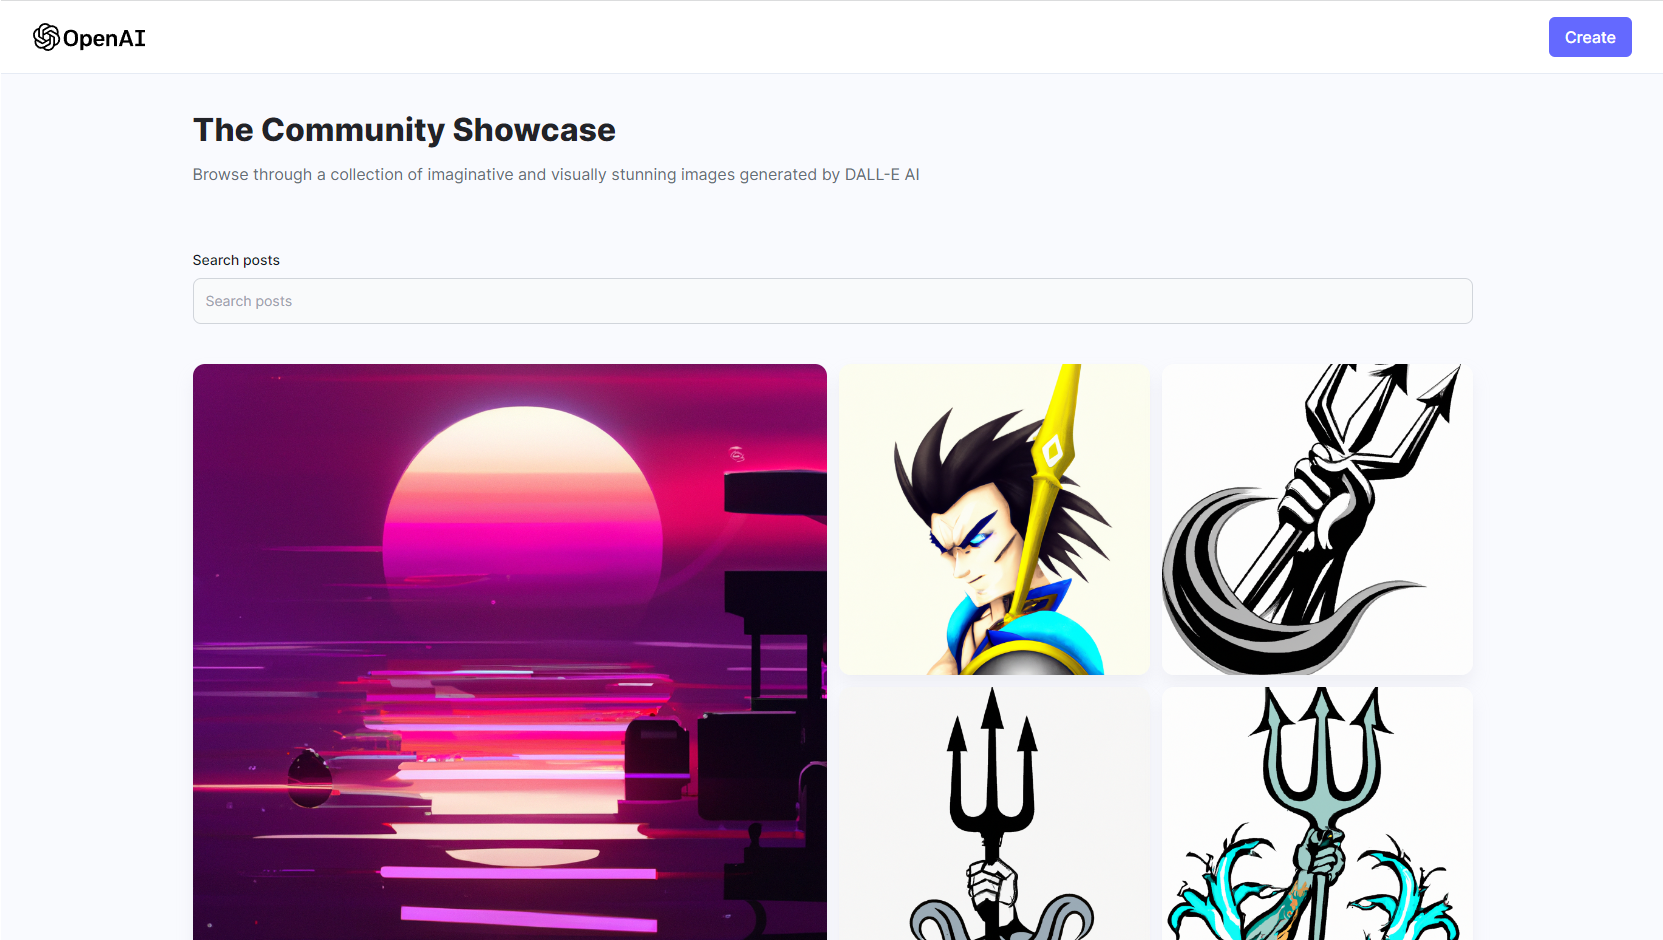 OpenAI
Create
The Community Showcase
Browse through a collection of imaginative and visually stunning images generated by DALL-E AI
Search posts
Search posts